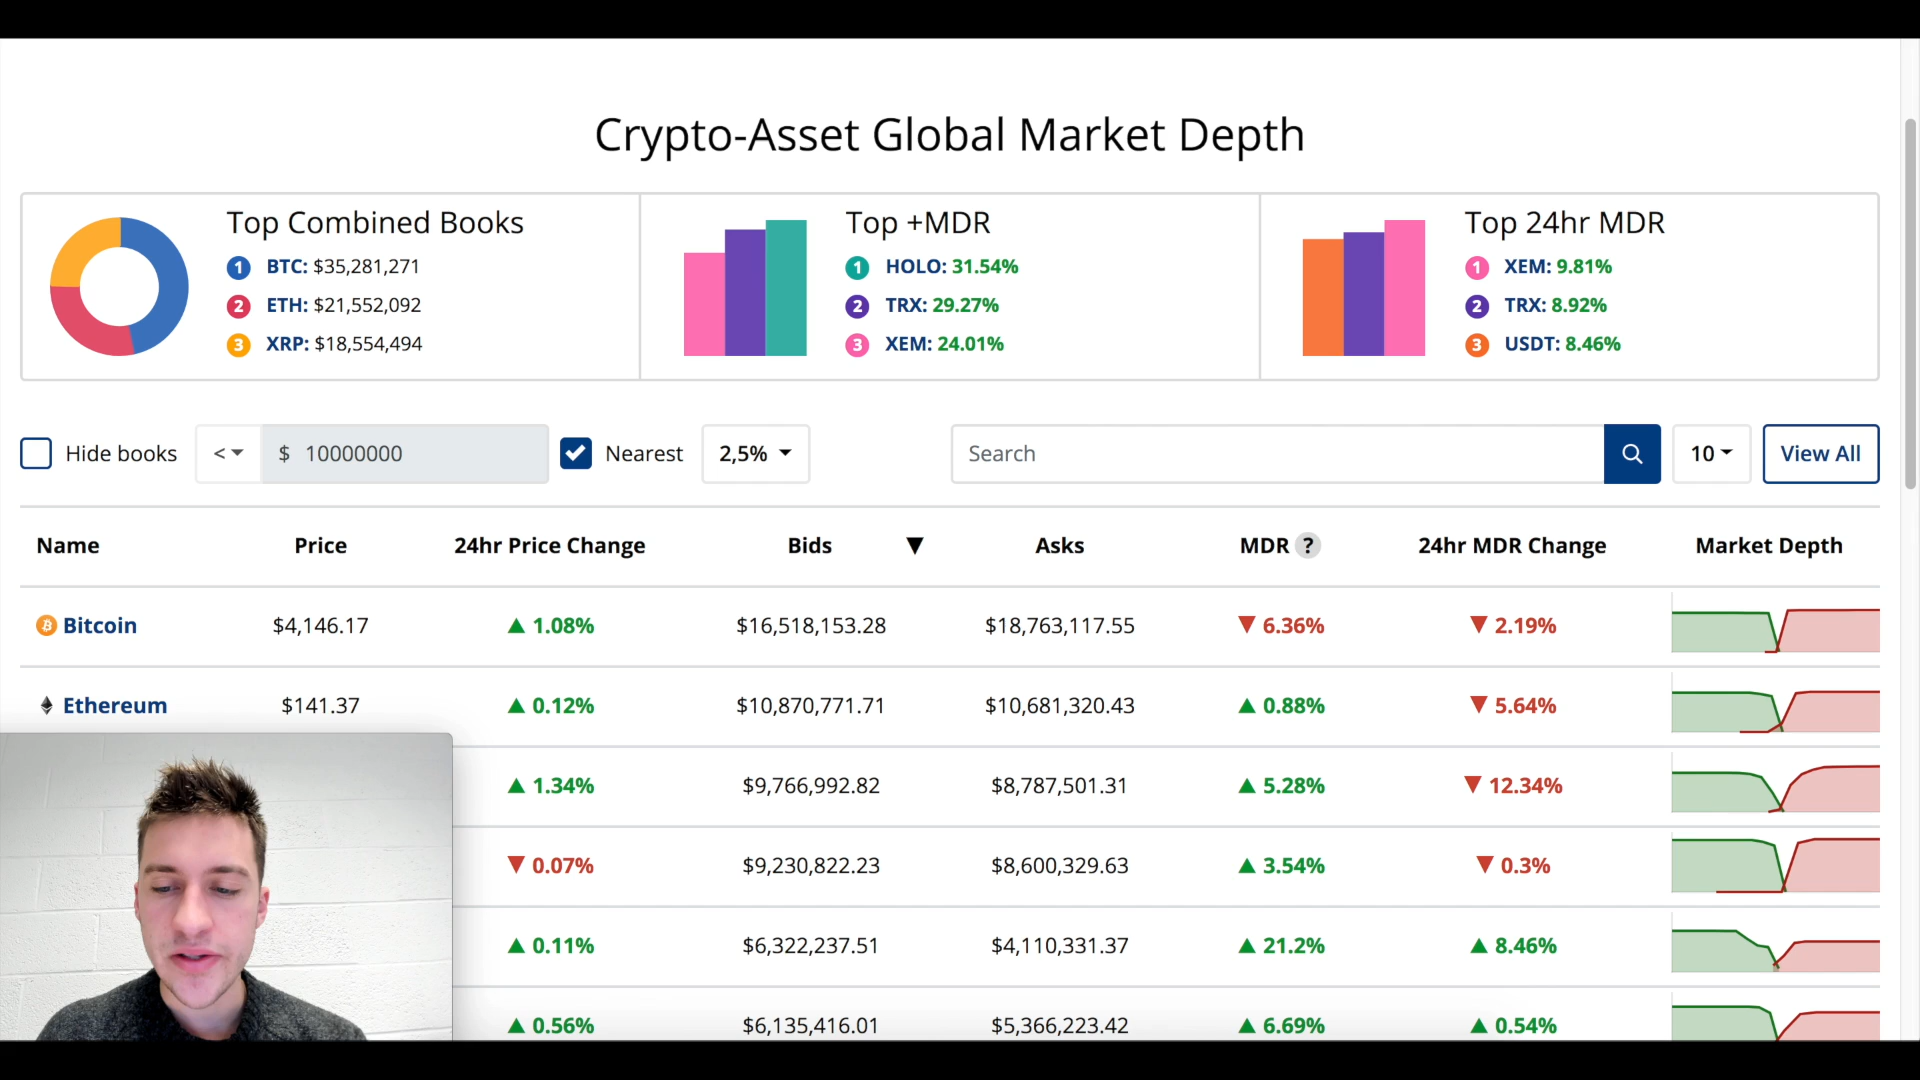 Crypto-Asset Global Market Depth
Top Combined Books
1 BTC: $35,281,271
2 ETH: $21,552,092
3 XRP: $18,554,494
Top +MDR
1 HOLO: 31.54%
2 TRX: 29.27%
3 XEM: 24.01%
Top 24hr MDR
1 XEM: 9.81%
2 TRX: 8.92%
3 USDT: 8.46%
Hide books < $ 10000000 Nearest 2,5% Search 10 View All
Name Price 24hr Price Change Bids ▼ Asks MDR ? 24hr MDR Change Market Depth
Bitcoin $4,146.17 ▲ 1.08% $16,518,153.28 $18,763,117.55 ▼ 6.36% ▼ 2.19%
Ethereum $141.37 ▲ 0.12% $10,870,771.71 $10,681,320.43 ▲ 0.88% ▼ 5.64%
▲ 1.34% $9,766,992.82 $8,787,501.31 ▲ 5.28% ▼ 12.34%
▼ 0.07% $9,230,822.23 $8,600,329.63 ▲ 3.54% ▼ 0.3%
▲ 0.11% $6,322,237.51 $4,110,331.37 ▲ 21.2% ▲ 8.46%
▲ 0.56% $6,135,416.01 $5,366,223.42 ▲ 6.69% ▲ 0.54%